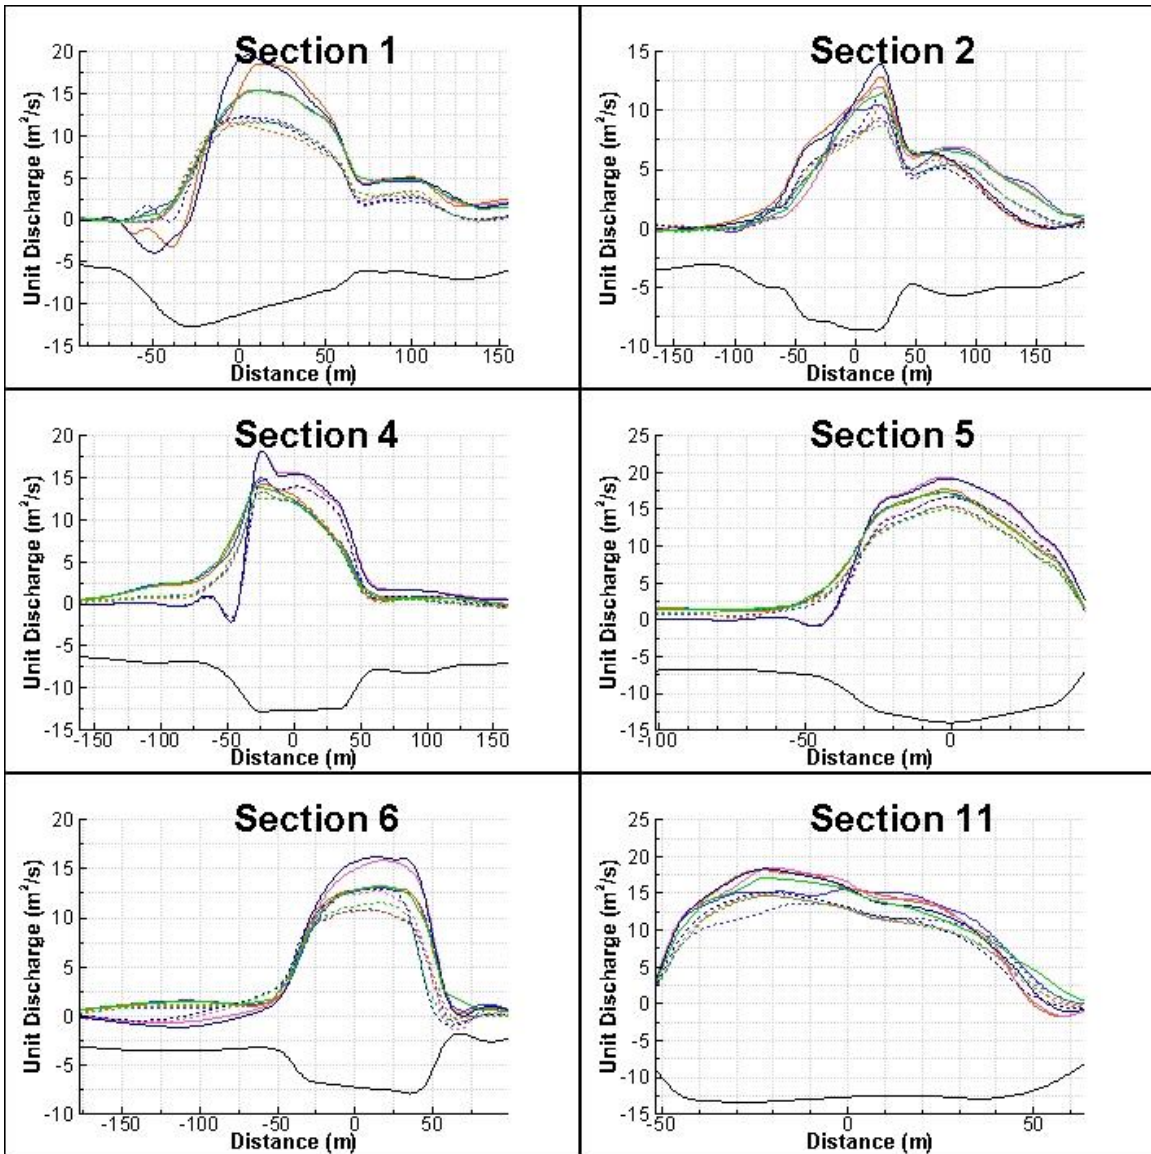 Section 1
Unit Discharge (m²/s)
20
15
10
5
0
-5
-10
-15
-50 0 50 100 150
Distance (m)
Section 2
Unit Discharge (m²/s)
15
10
5
0
-5
-10
-150 -100 -50 0 50 100 150
Distance (m)
Section 4
Unit Discharge (m²/s)
20
15
10
5
0
-5
-10
-15
-150 -100 -50 0 50 100 150
Distance (m)
Section 5
Unit Discharge (m²/s)
25
20
15
10
5
0
-5
-10
-15
-100 -50 0
Distance (m)
Section 6
Unit Discharge (m²/s)
20
15
10
5
0
-5
-10
-150 -100 -50 0 50
Distance (m)
Section 11
Unit Discharge (m²/s)
25
20
15
10
5
0
-5
-10
-15
-50 0 50
Distance (m)